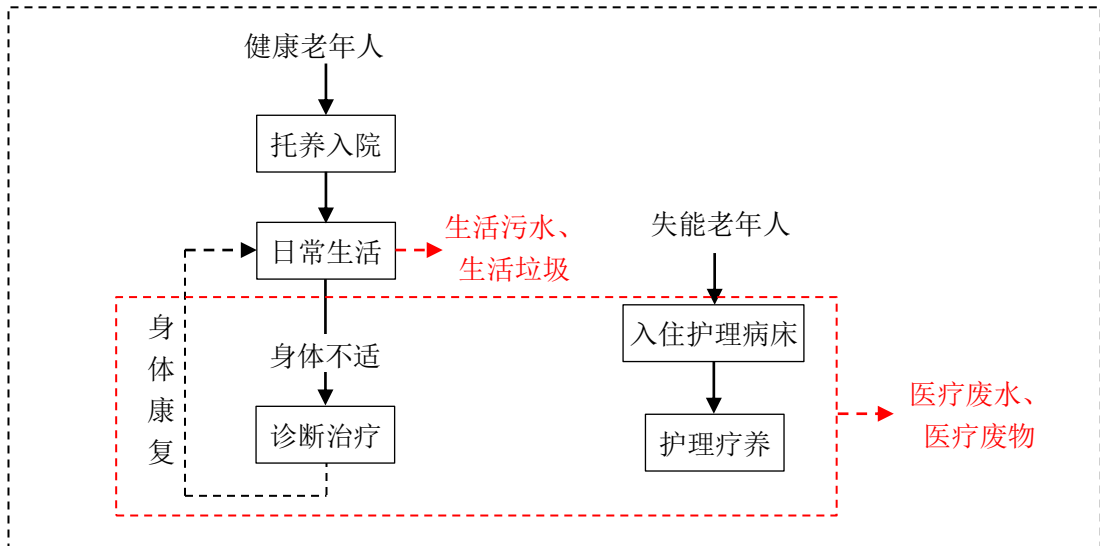 健康老年人
托养入院
日常生活
生活污水、
生活垃圾
身体不适
诊断治疗
身体康复
失能老年人
入住护理病床
护理疗养
医疗废水、
医疗废物